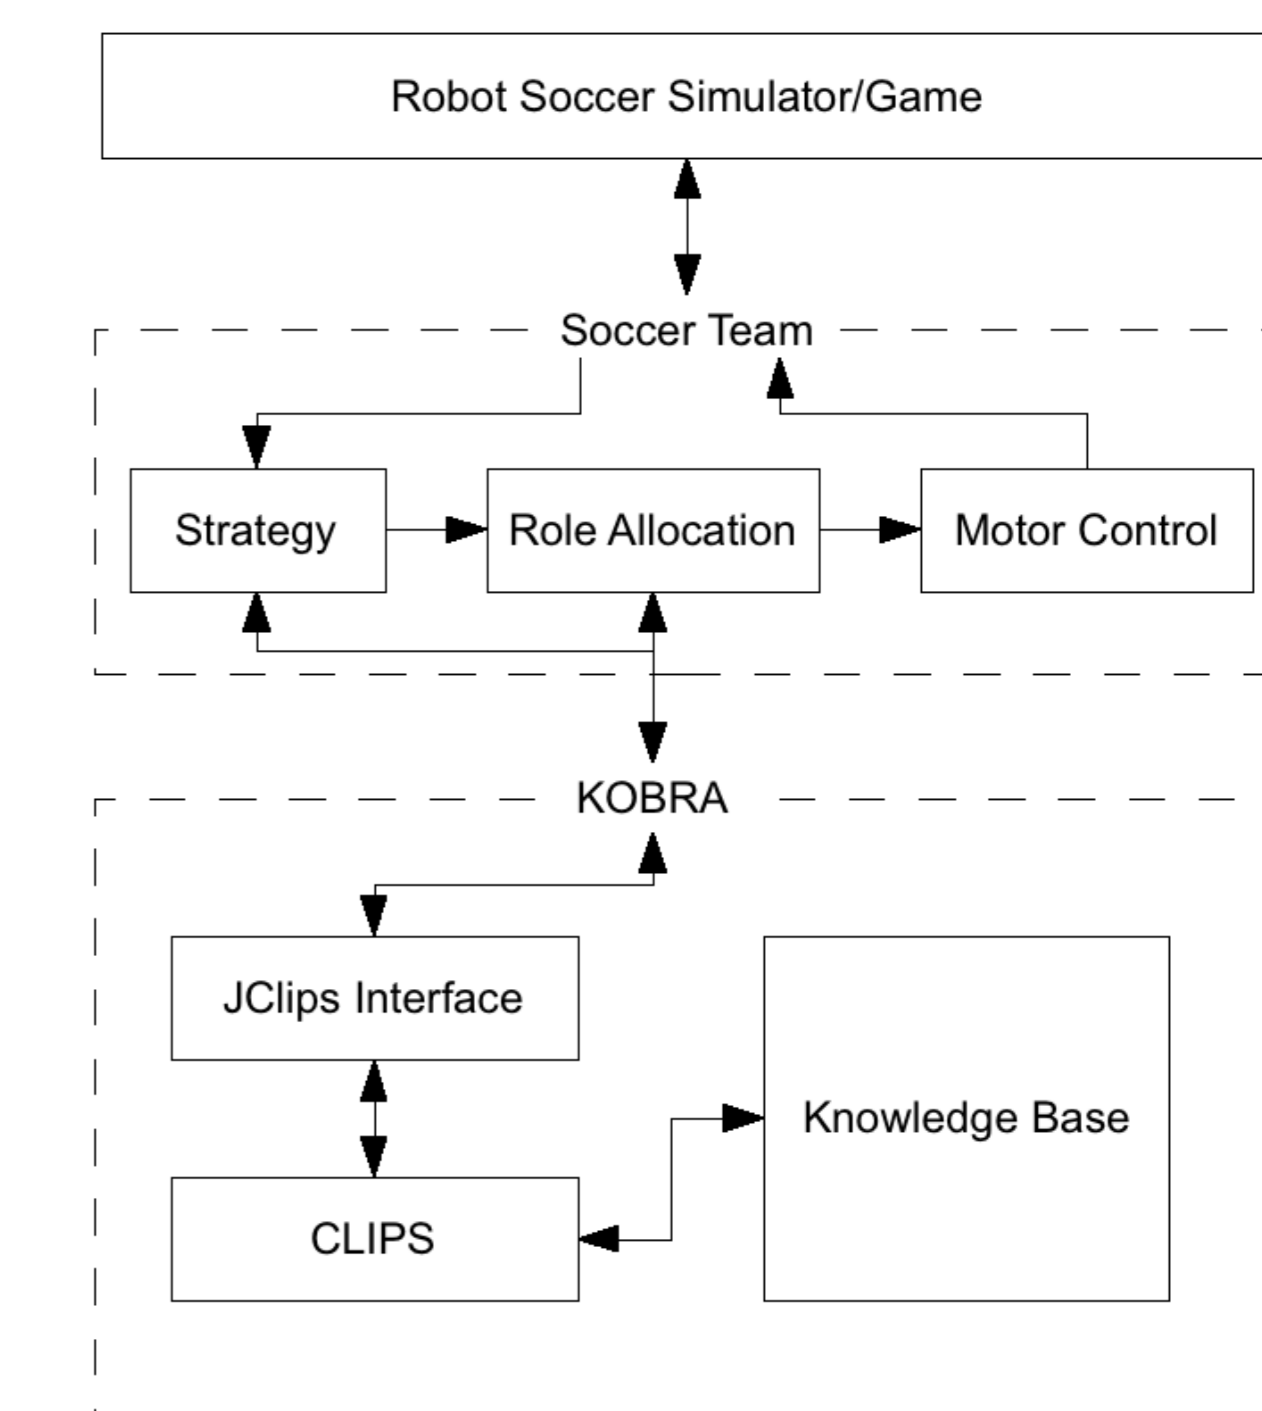 Robot Soccer Simulator/Game
Soccer Team
Strategy
Role Allocation
Motor Control
KOBRA
JClips Interface
Knowledge Base
CLIPS